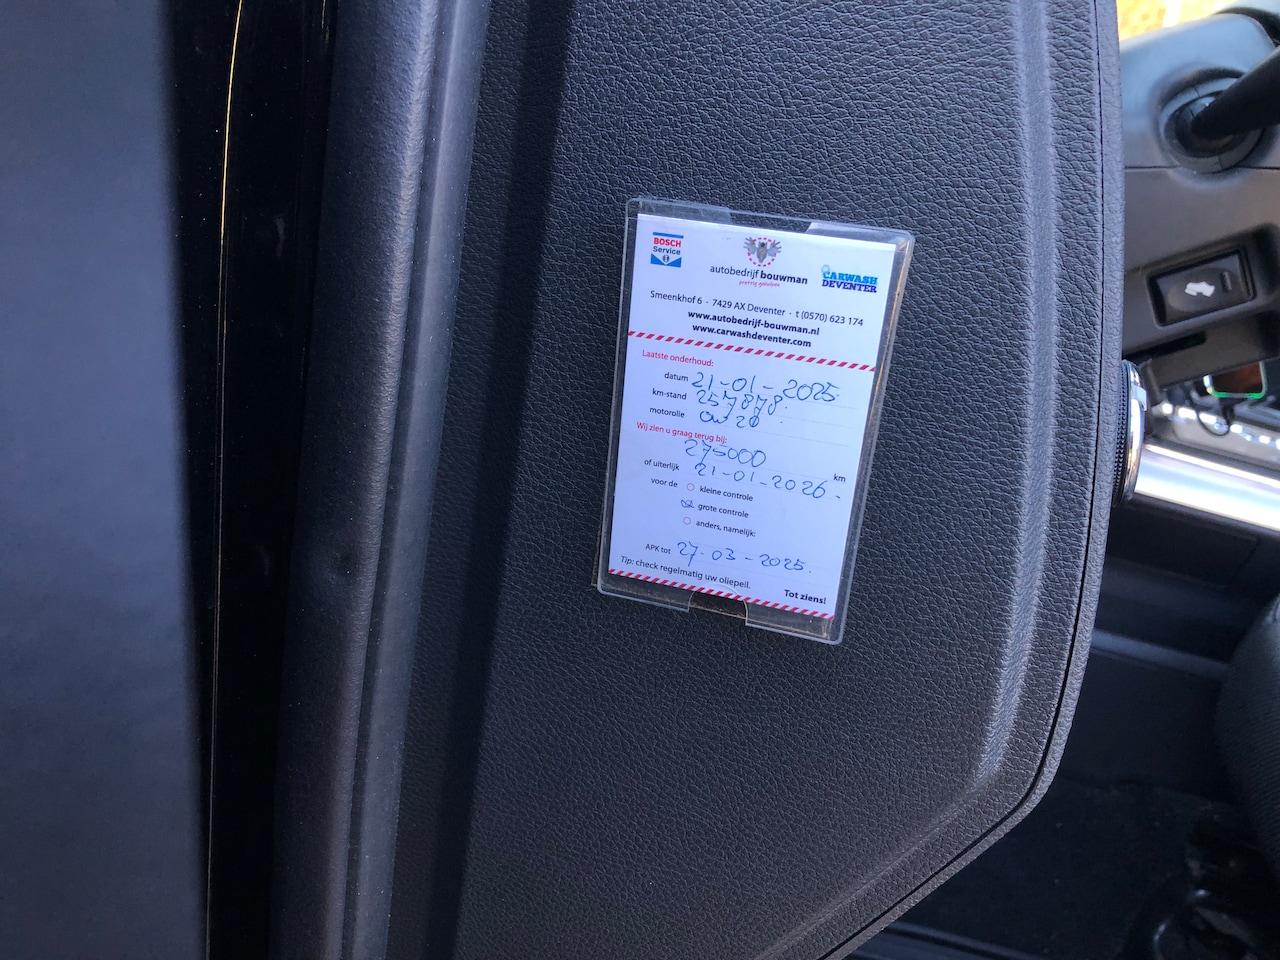 BOSCH
Service
autobedrijf bouwman
prettig geholpen
CARWASH
DEVENTER
Smeenkhof 6 · 7429 AX Deventer · t (0570) 623 174
www.autobedrijf-bouwman.nl
www.carwashdeventer.com
Laatste onderhoud:
datum 21-01-2025.
km-stand 257878.
motorolie 0W20
Wij zien u graag terug bij:
275000 km
of uiterlijk 21-01-2026-
voor de kleine controle
grote controle
anders, namelijk:
APK tot 27-03-2025.
Tip: check regelmatig uw oliepeil.
Tot ziens!